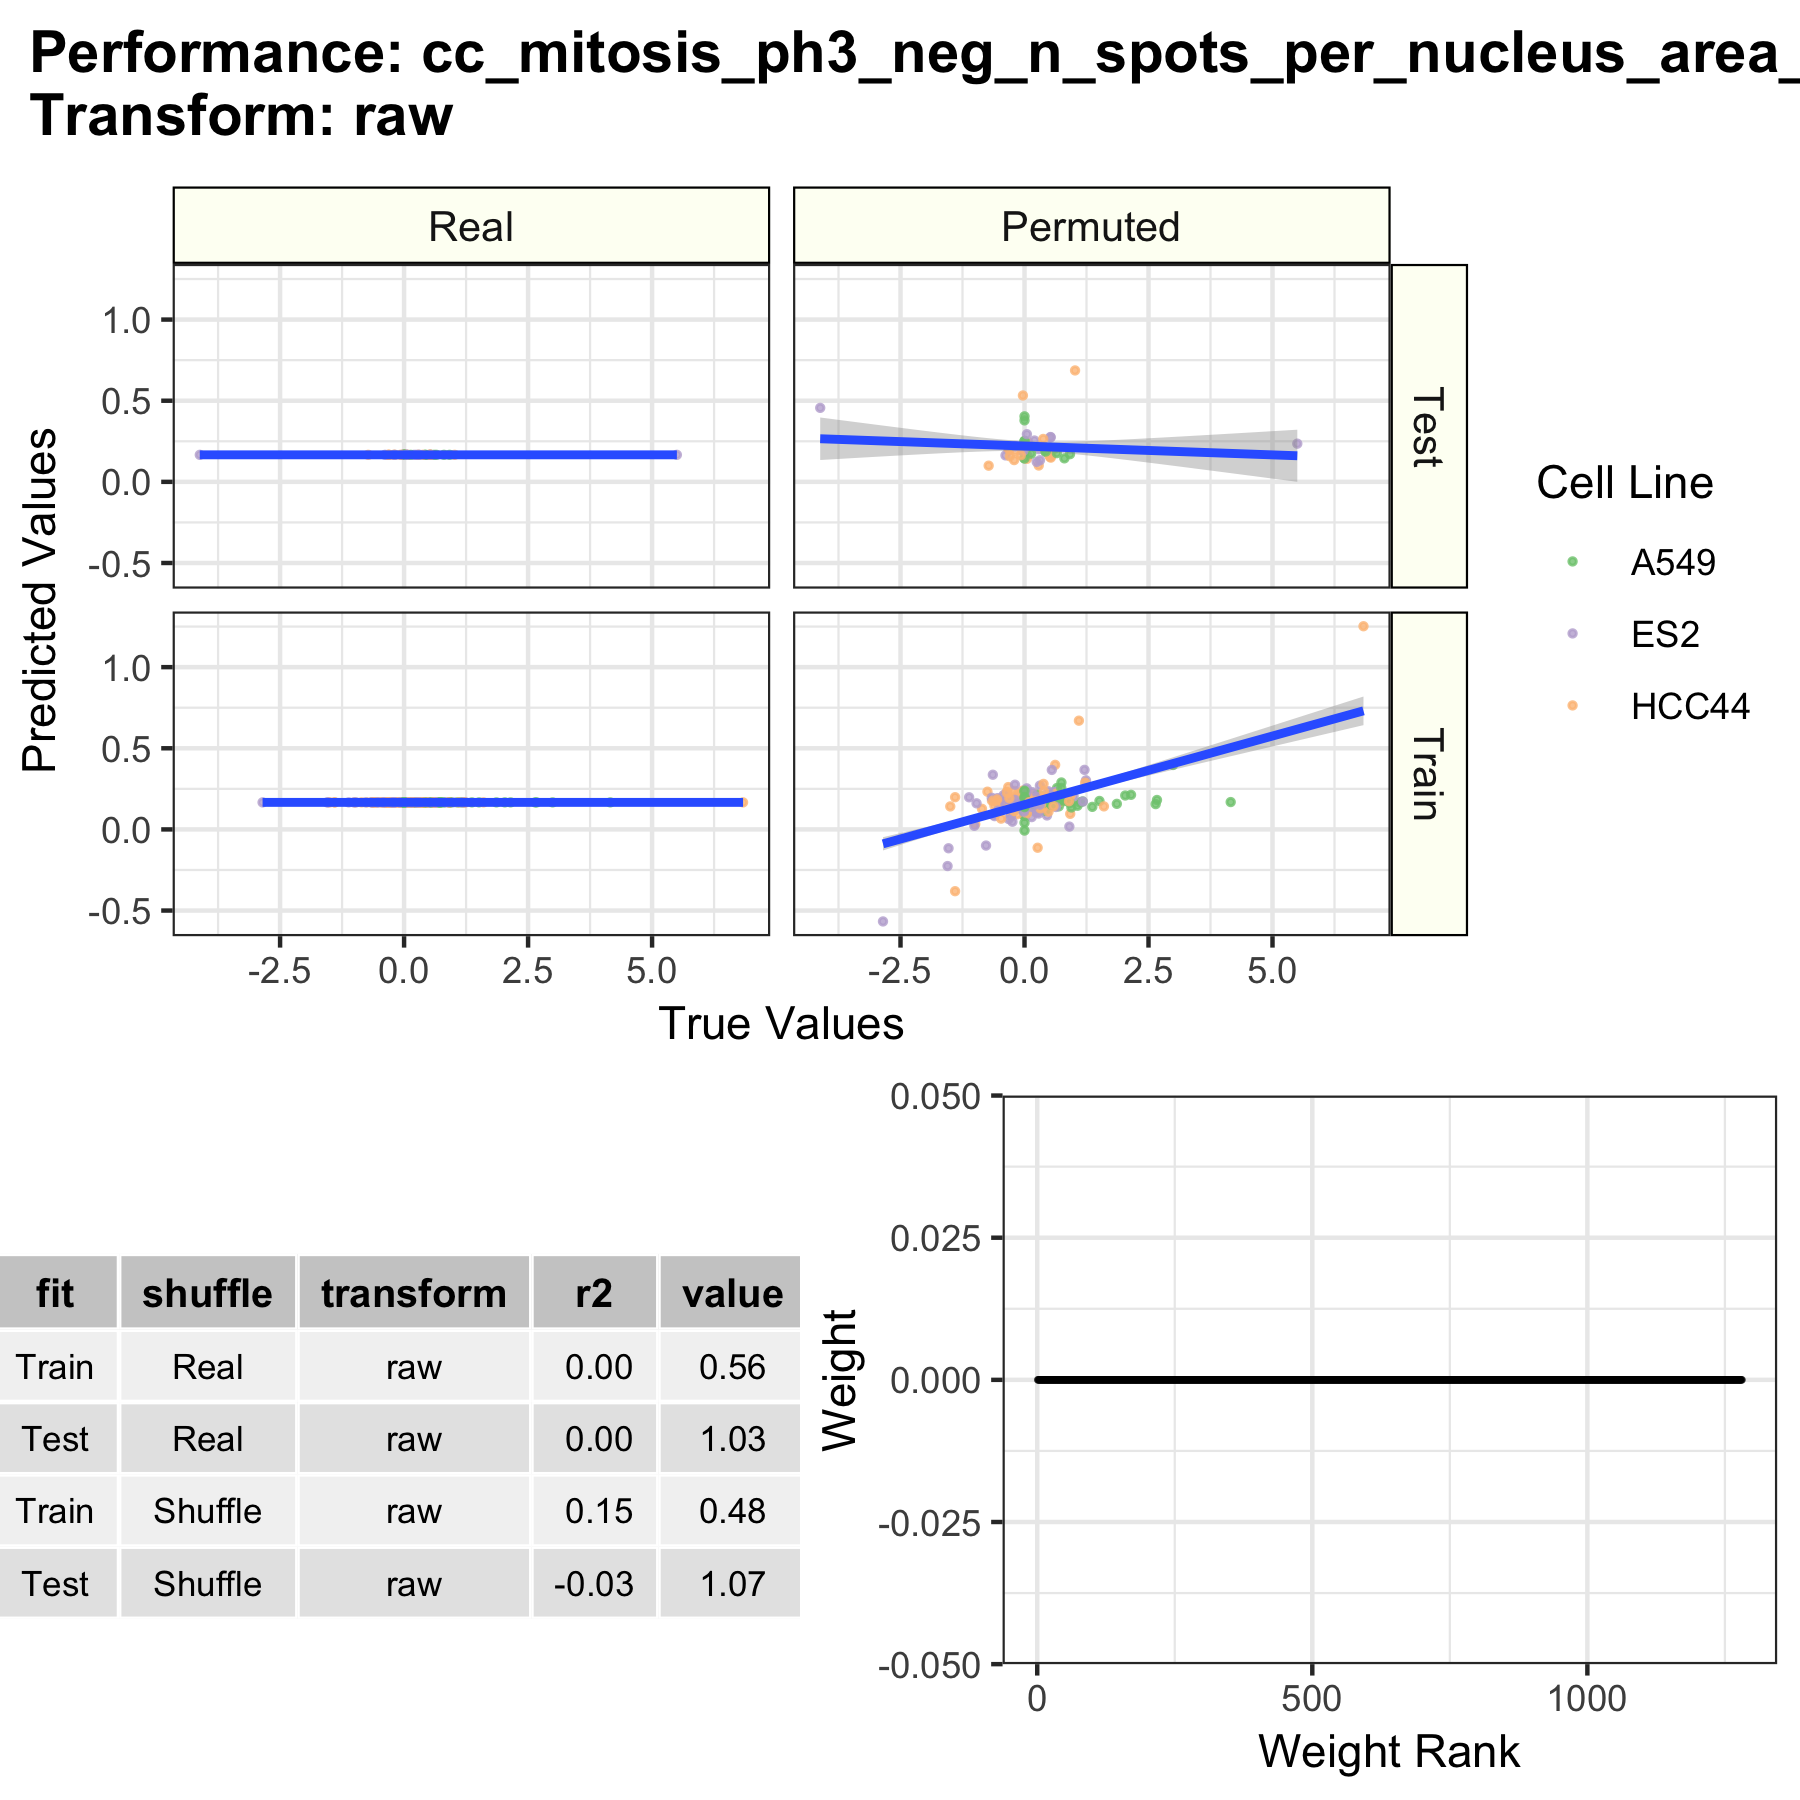 Performance: cc_mitosis_ph3_neg_n_spots_per_nucleus_area_
Transform: raw
Real
Permuted
1.0
0.5
0.0
-0.5
Test
1.0
0.5
0.0
-0.5
Train
-2.5 0.0 2.5 5.0
-2.5 0.0 2.5 5.0
True Values
Predicted Values
Cell Line
A549
ES2
HCC44
fit shuffle transform r2 value
Train Real raw 0.00 0.56
Test Real raw 0.00 1.03
Train Shuffle raw 0.15 0.48
Test Shuffle raw -0.03 1.07
Weight
0.050
0.025
0.000
-0.025
-0.050
0 500 1000
Weight Rank